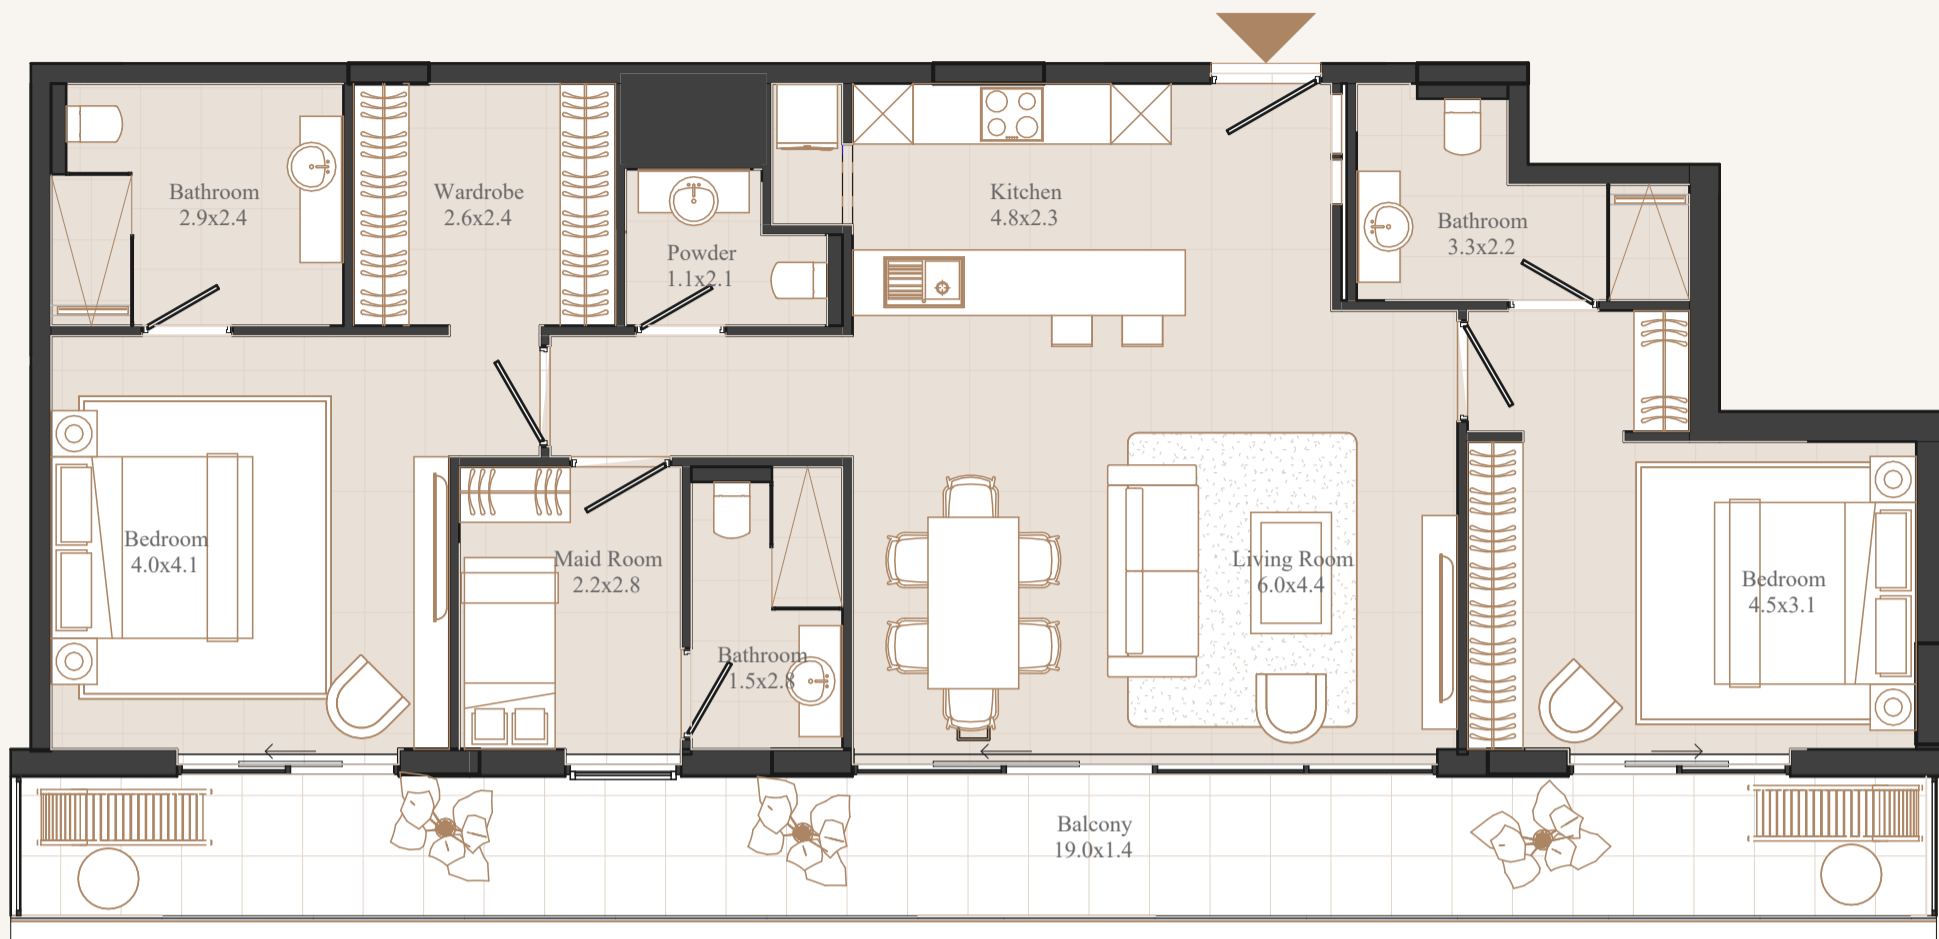 Bathroom
2.9x2.4
Wardrobe
2.6x2.4
Powder
1.1x2.1
Kitchen
4.8x2.3
Bathroom
3.3x2.2
Bedroom
4.0x4.1
Maid Room
2.2x2.8
Bathroom
1.5x2.8
Living Room
6.0x4.4
Bedroom
4.5x3.1
Balcony
19.0x1.4